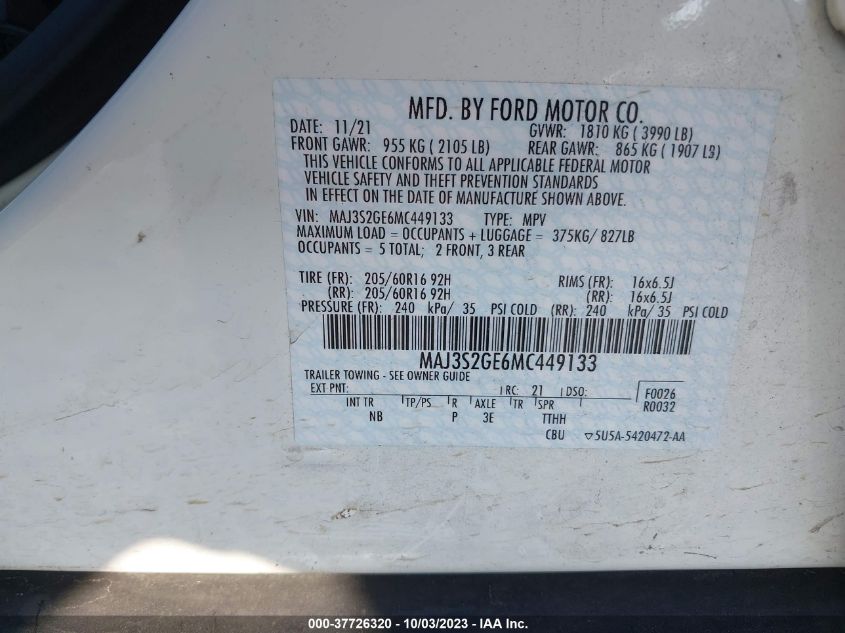 MFD. BY FORD MOTOR CO.
DATE: 11/21 GVWR: 1810 KG ( 3990 LB)
FRONT GAWR: 955 KG ( 2105 LB) REAR GAWR: 865 KG ( 1907 LB)
THIS VEHICLE CONFORMS TO ALL APPLICABLE FEDERAL MOTOR
VEHICLE SAFETY AND THEFT PREVENTION STANDARDS
IN EFFECT ON THE DATE OF MANUFACTURE SHOWN ABOVE.
VIN: MAJ3S2GE6MC449133 TYPE: MPV
MAXIMUM LOAD = OCCUPANTS + LUGGAGE = 375KG/ 827LB
OCCUPANTS = 5 TOTAL; 2 FRONT, 3 REAR
TIRE (FR): 205/60R16 92H RIMS (FR): 16x6.5J
(RR): 205/60R16 92H (RR): 16x6.5J
PRESSURE (FR): 240 kPa/ 35 PSI COLD (RR): 240 kPa/ 35 PSI COLD
MAJ3S2GE6MC449133
TRAILER TOWING - SEE OWNER GUIDE
EXT PNT: RC: 21 DSO: F0026
R0032
INT TR TP/PS R AXLE TR SPR
NB P 3E TTHH
CBU 5U5A-5420472-AA
000-37726320 - 10/03/2023 - IAA Inc.